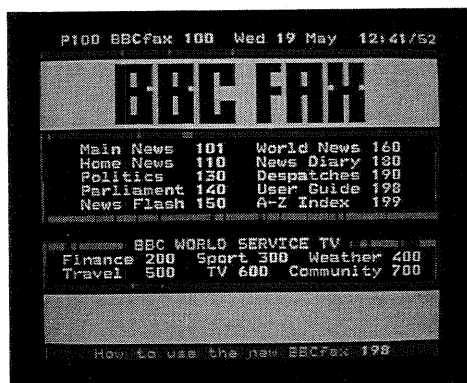 P100 BBCfax 100 Wed 19 May 12:41/52
BBC FAX
Main News 101 World News 160
Home News 110 News Diary 180
Politics 130 Despatches 190
Parliament 140 User Guide 198
News Flash 150 A-Z Index 199
BBC WORLD SERVICE TV
Finance 200 Sport 300 Weather 400
Travel 500 TV 600 Community 700
How to use the new BBCfax 198